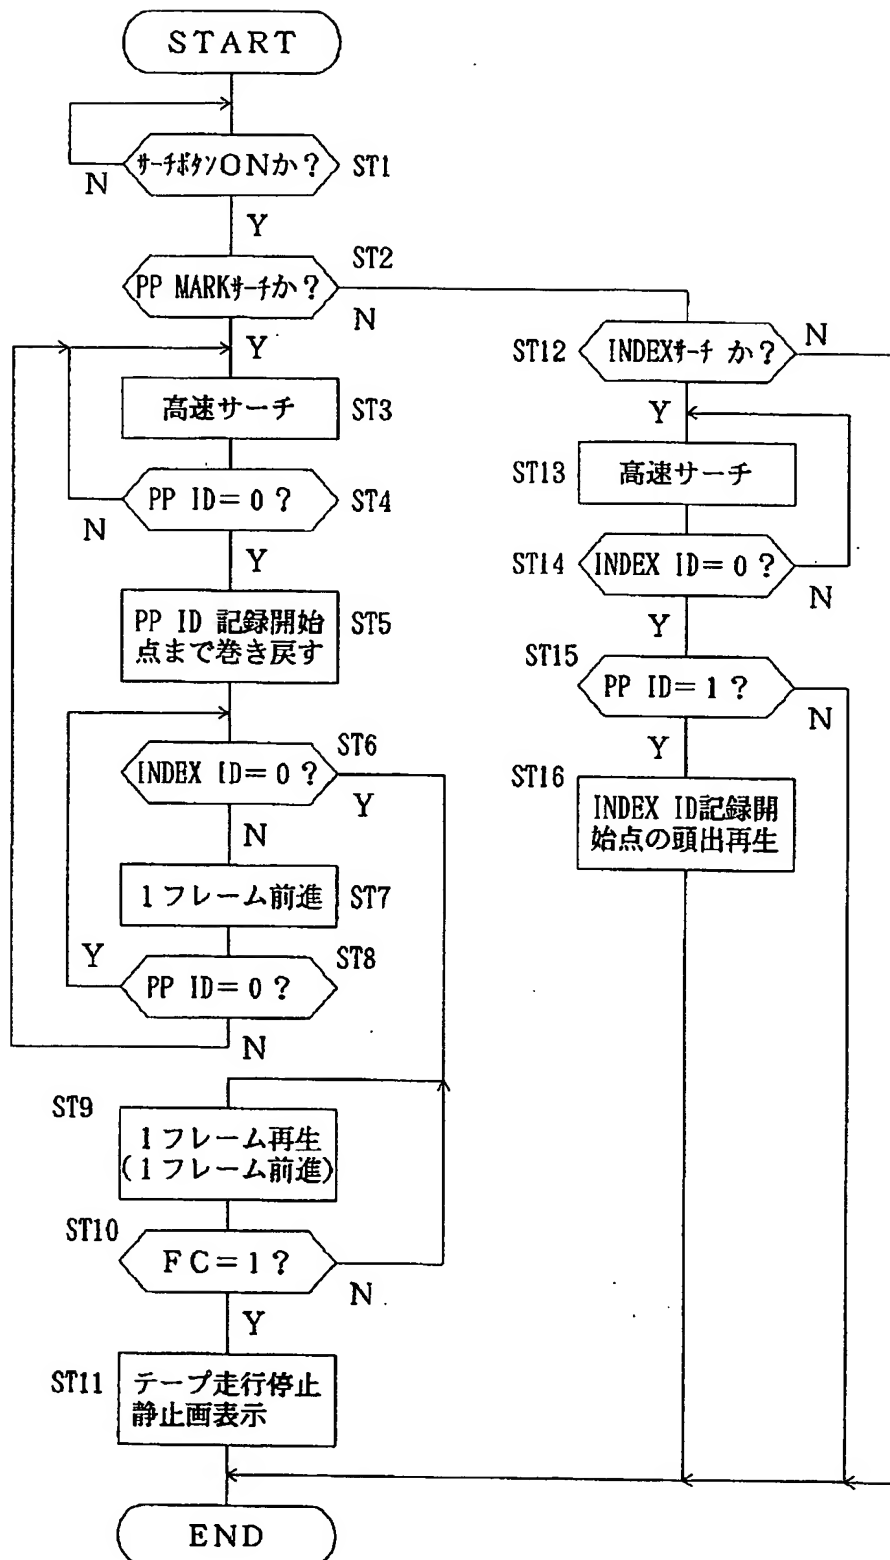 START
サーチボタンONか?
ST1
N
Y
PP MARKサーチか?
ST2
N
Y
高速サーチ
ST3
PP ID=0?
ST4
N
Y
PP ID 記録開始
点まで巻き戻す
ST5
INDEX ID=0?
ST6
Y
N
1フレーム前進
ST7
PP ID=0?
ST8
Y
N
ST9
1フレーム再生
(1フレーム前進)
ST10
FC=1?
N
Y
ST11
テープ走行停止
静止画表示
END
ST12
INDEXサーチ か?
N
Y
ST13
高速サーチ
ST14
INDEX ID=0?
N
Y
ST15
PP ID=1?
N
Y
ST16
INDEX ID記録開
始点の頭出再生